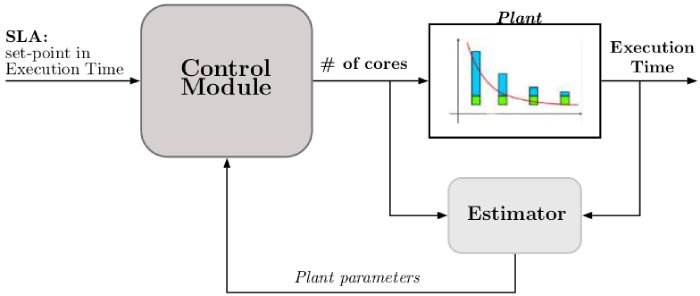 SLA:
set-point in
Execution Time
Control
Module
# of cores
Plant
Execution
Time
Estimator
Plant parameters